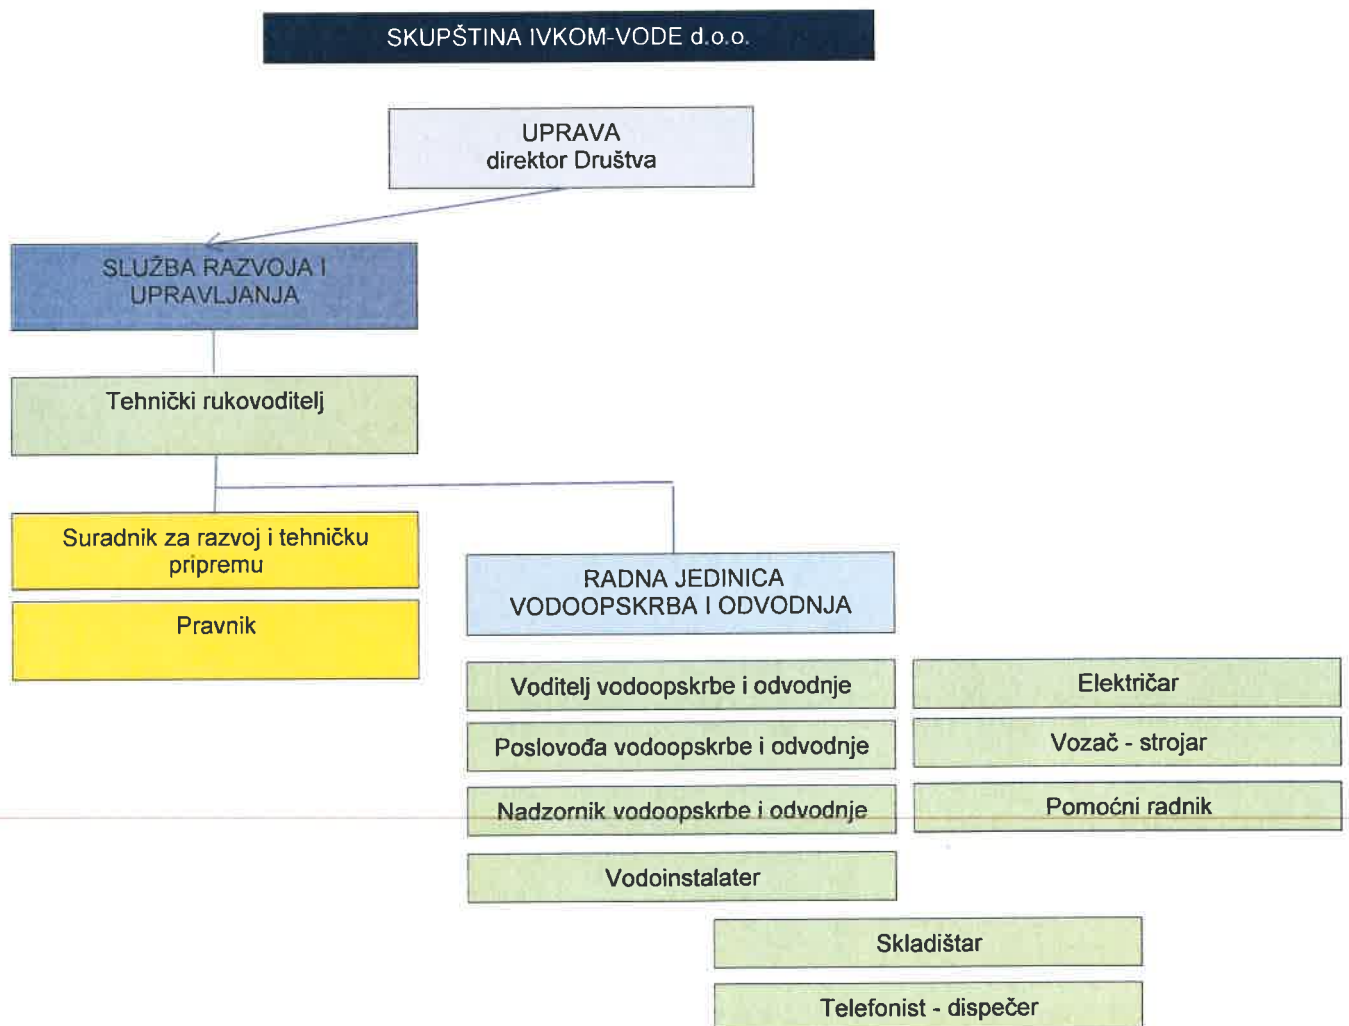 SKUPŠTINA IVKOM-VODE d.o.o.
UPRAVA
direktor Društva
SLUŽBA RAZVOJA I
UPRAVLJANJA
Tehnički rukovoditelj
Suradnik za razvoj i tehničku
pripremu
Pravnik
RADNA JEDINICA
VODOOPSKRBA I ODVODNJA
Voditelj vodoopskrbe i odvodnje
Električar
Poslovođa vodoopskrbe i odvodnje
Vozač - strojar
Nadzornik vodoopskrbe i odvodnje
Pomoćni radnik
Vodoinstalater
Skladištar
Telefonist - dispečer